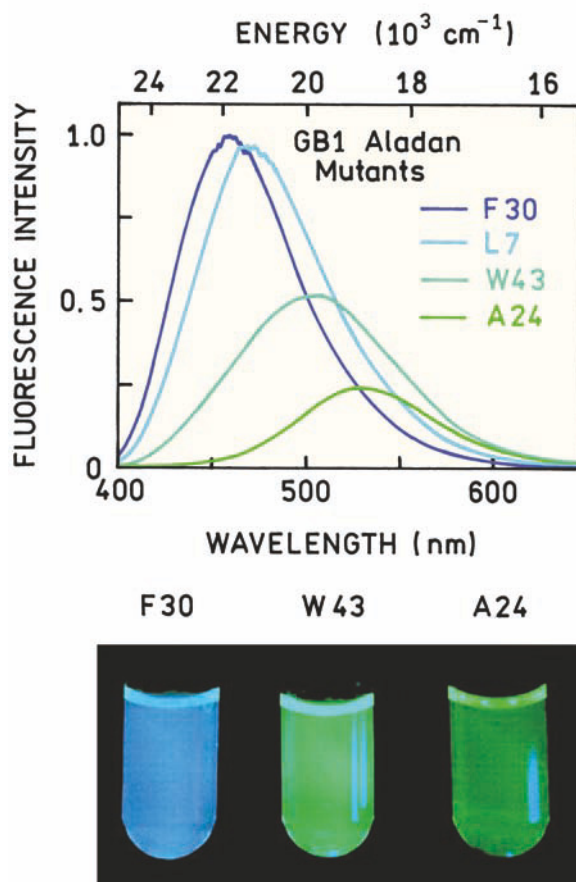 ENERGY (10³ cm⁻¹)
24 22 20 18 16
GB1 Aladan
Mutants
F30
L7
W43
A24
FLUORESCENCE INTENSITY
1.0
0.5
0
400 500 600
WAVELENGTH (nm)
F30 W43 A24